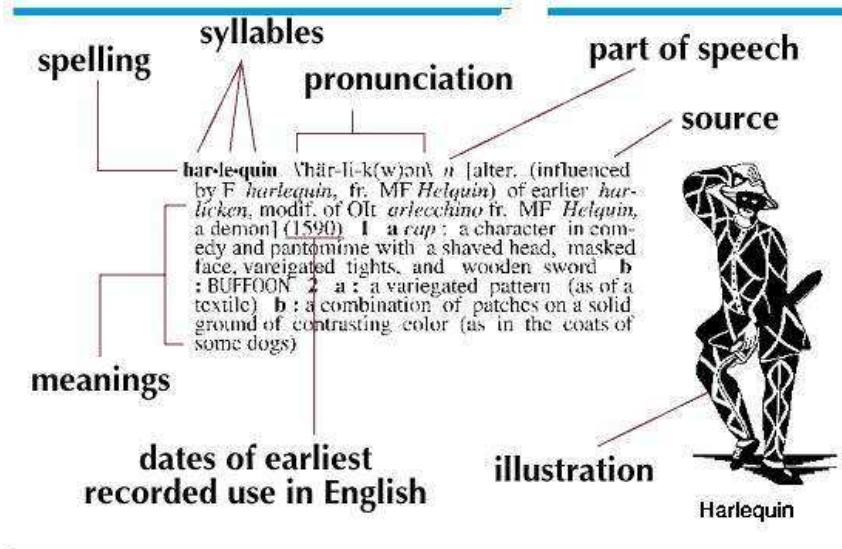 syllables
spelling
pronunciation
part of speech
source
har·le·quin \'här-li-k(w)ən\ n [alter. (influenced
by F harlequin, fr. MF Helquin) of earlier har-
licken, modif. of OIt arlecchino fr. MF Helquin,
a demon] (1590) 1 a cap : a character in com-
edy and pantomime with a shaved head, masked
face, vareigated tights, and wooden sword b
: BUFFOON 2 a : a variegated pattern (as of a
textile) b : a combination of patches on a solid
ground of contrasting color (as in the coats of
some dogs)
meanings
dates of earliest
recorded use in English
illustration
Harlequin